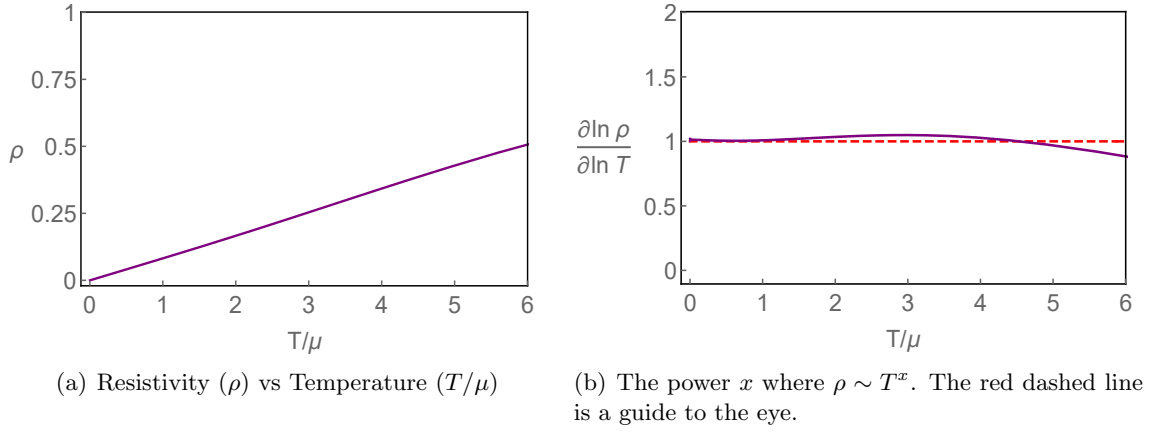 1
0.75
ρ 0.5
0.25
0
0 1 2 3 4 5 6
T/μ
(a) Resistivity (ρ) vs Temperature (T/μ)
2
1.5
∂ln ρ
∂ln T
1
0.5
0
0 1 2 3 4 5 6
T/μ
(b) The power x where ρ ∼ T^x. The red dashed line
is a guide to the eye.